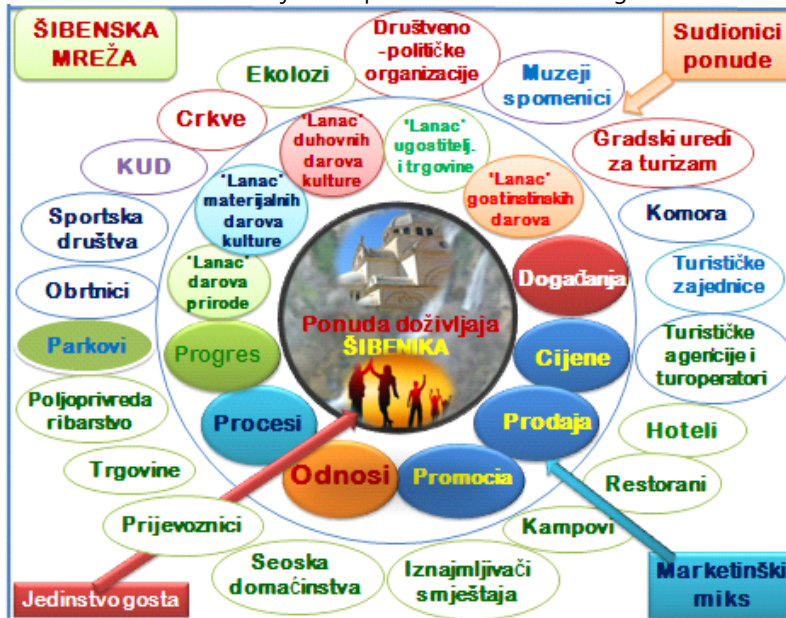 ŠIBENSKA
MREŽA
Društveno
-političke
organizacije
Sudionici
ponude
Ekolozi
Muzeji
spomenici
Crkve
Gradski uredi
za turizam
KUD
Komora
Sportska
društva
Turističke
zajednice
Obrtnici
Turističke
agencije i
turoperatori
Parkovi
Poljoprivreda
ribarstvo
Hoteli
Trgovine
Restorani
Prijevoznici
Kampovi
Seoska
domaćinstva
Iznajmljivači
smještaja
"Lanac"
duhovnih
darova
kulture
"Lanac"
ugostitelj.
i trgovine
"Lanac"
materijalnih
darova
kulture
"Lanac"
gostinatinskih
darova
"Lanac"
darova
prirode
Događanja
Progres
Cijene
Procesi
Prodaja
Odnosi
Promocia
Ponuda doživljaja
ŠIBENIKA
Jedinstvo gosta
Marketinški
miks